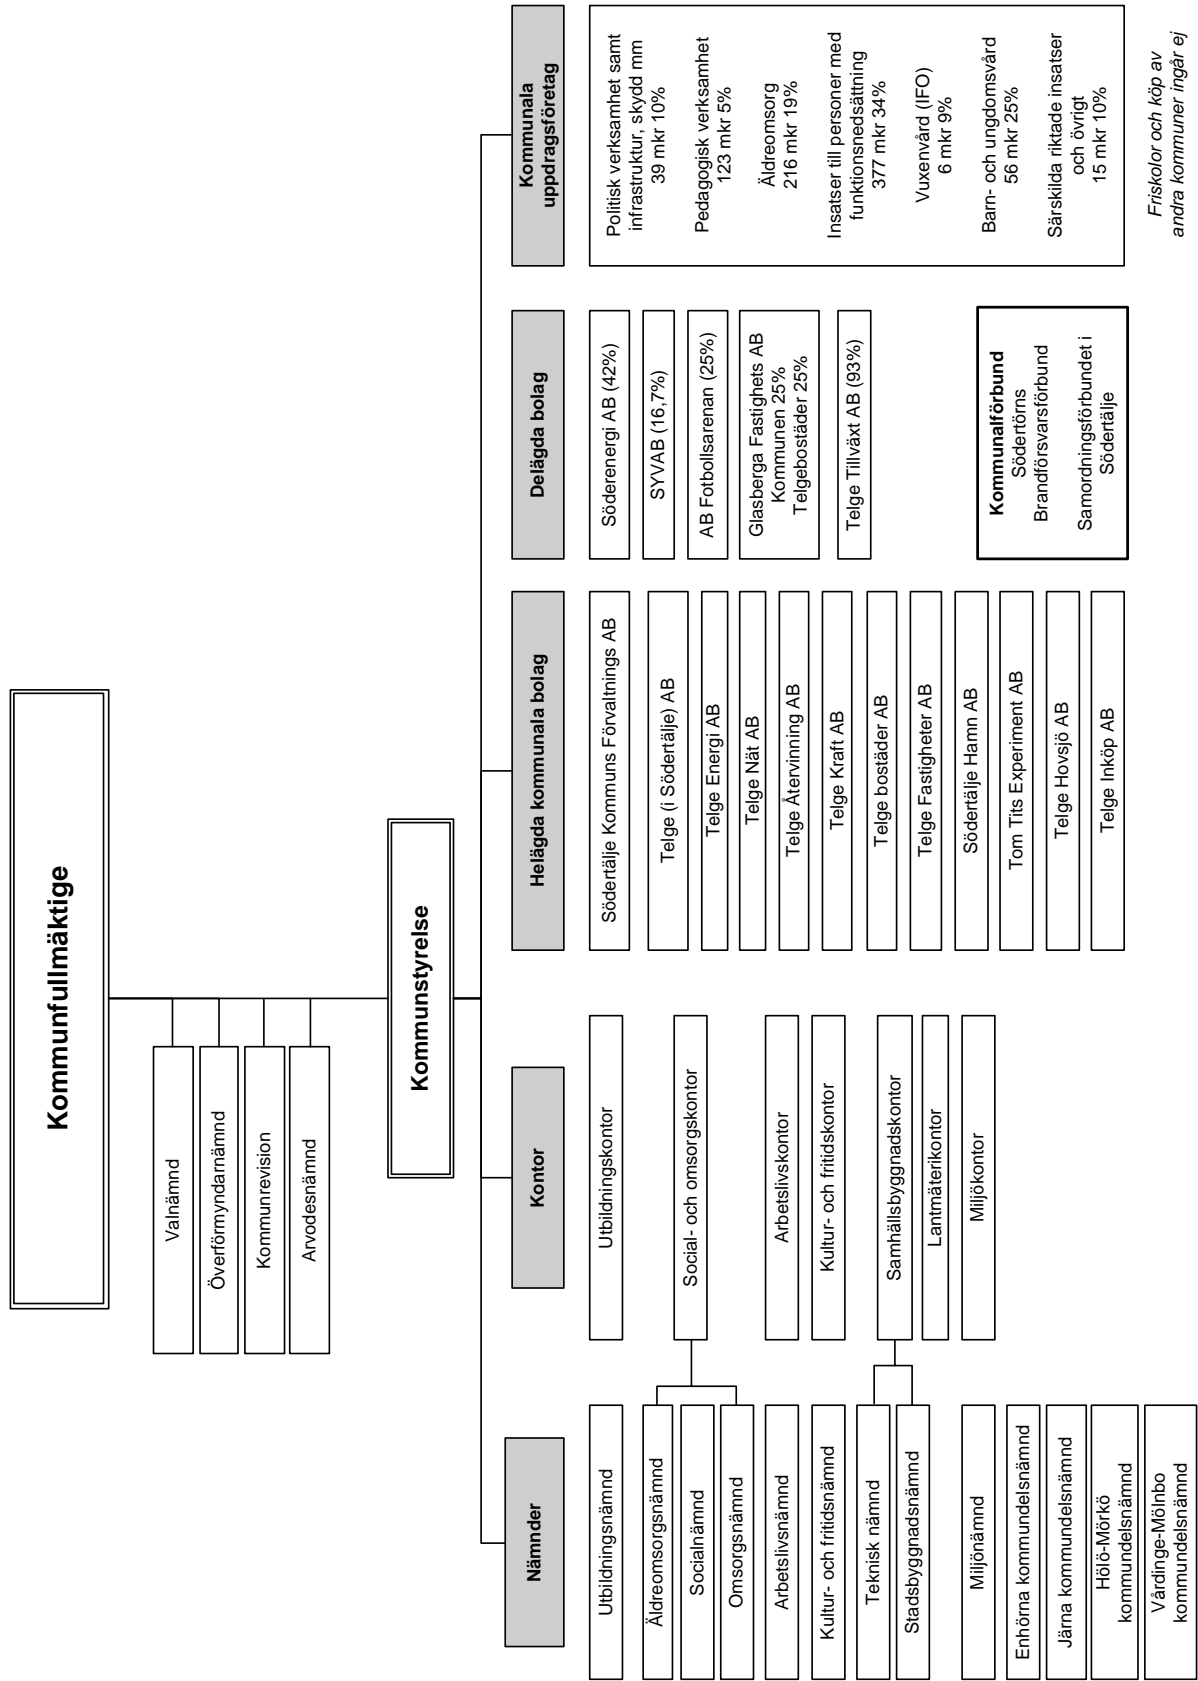 Kommunfullmäktige
Valnämnd
Överförmyndarnämnd
Kommunrevision
Arvodesnämnd
Kommunstyrelse
Nämnder
Utbildningsnämnd
Äldreomsorgsnämnd
Socialnämnd
Omsorgsnämnd
Arbetslivsnämnd
Kultur- och fritidsnämnd
Teknisk nämnd
Stadsbyggnadsnämnd
Miljönämnd
Enhörna kommundelsnämnd
Järna kommundelsnämnd
Hölö-Mörkö
kommundelsnämnd
Vårdinge-Mölnbo
kommundelsnämnd
Kontor
Utbildningskontor
Social- och omsorgskontor
Arbetslivskontor
Kultur- och fritidskontor
Samhällsbyggnadskontor
Lantmäterikontor
Miljökontor
Helägda kommunala bolag
Södertälje Kommuns Förvaltnings AB
Telge (i Södertälje) AB
Telge Energi AB
Telge Nät AB
Telge Återvinning AB
Telge Kraft AB
Telge bostäder AB
Telge Fastigheter AB
Södertälje Hamn AB
Tom Tits Experiment AB
Telge Hovsjö AB
Telge Inköp AB
Delägda bolag
Söderenergi AB (42%)
SYVAB (16,7%)
AB Fotbollsarenan (25%)
Glasberga Fastighets AB
Kommunen 25%
Telgebostäder 25%
Telge Tillväxt AB (93%)
Kommunalförbund
Södertörns
Brandförsvarsförbund
Samordningsförbundet i
Södertälje
Kommunala
uppdragsföretag
Politisk verksamhet samt
infrastruktur, skydd mm
39 mkr 10%
Pedagogisk verksamhet
123 mkr 5%
Äldreomsorg
216 mkr 19%
Insatser till personer med
funktionsnedsättning
377 mkr 34%
Vuxenvård (IFO)
6 mkr 9%
Barn- och ungdomsvård
56 mkr 25%
Särskilda riktade insatser
och övrigt
15 mkr 10%
Friskolor och köp av
andra kommuner ingår ej